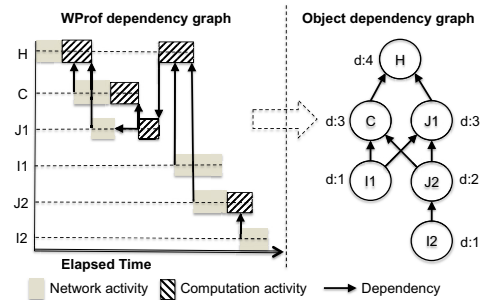 WProf dependency graph
Object dependency graph
H
C
J1
I1
J2
I2
Elapsed Time
d:4 H
d:3 C J1 d:3
d:1 I1 J2 d:2
I2 d:1
Network activity Computation activity Dependency